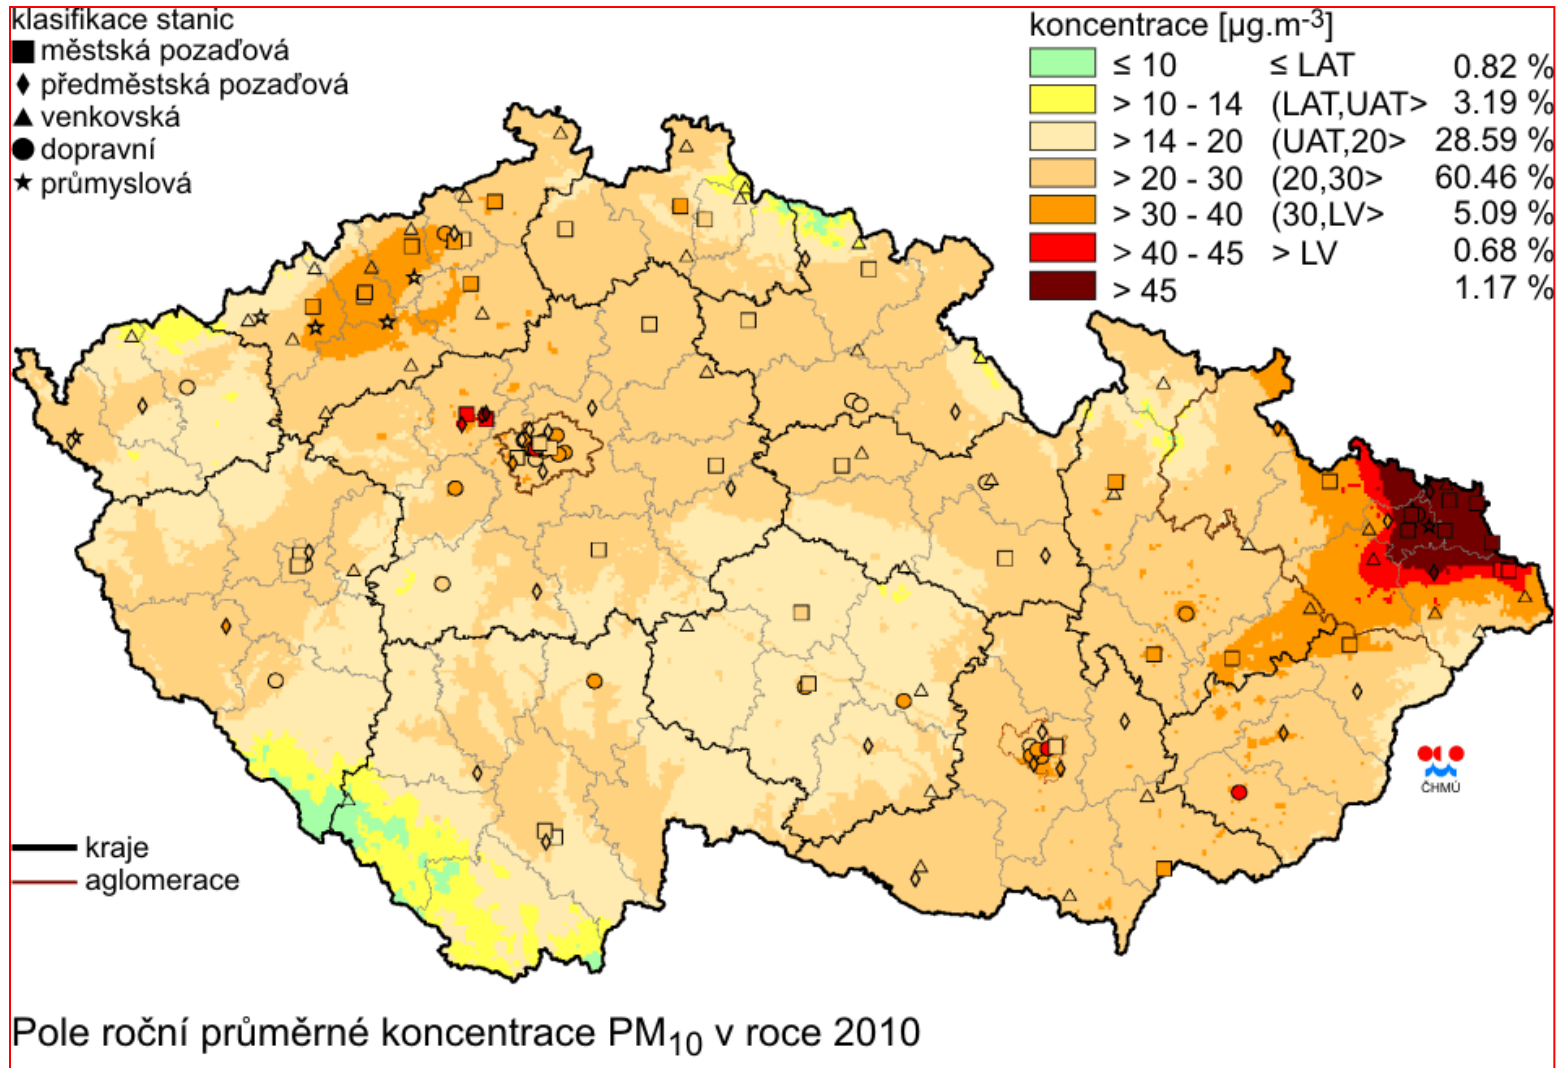 klasifikace stanic
městská pozaďová
předměstská pozaďová
venkovská
dopravní
průmyslová
koncentrace [µg.m-3]
≤ 10 ≤ LAT 0.82 %
> 10 - 14 (LAT,UAT> 3.19 %
> 14 - 20 (UAT,20> 28.59 %
> 20 - 30 (20,30> 60.46 %
> 30 - 40 (30,LV> 5.09 %
> 40 - 45 > LV 0.68 %
> 45 1.17 %
ČHMÚ
kraje
aglomerace
Pole roční průměrné koncentrace PM10 v roce 2010